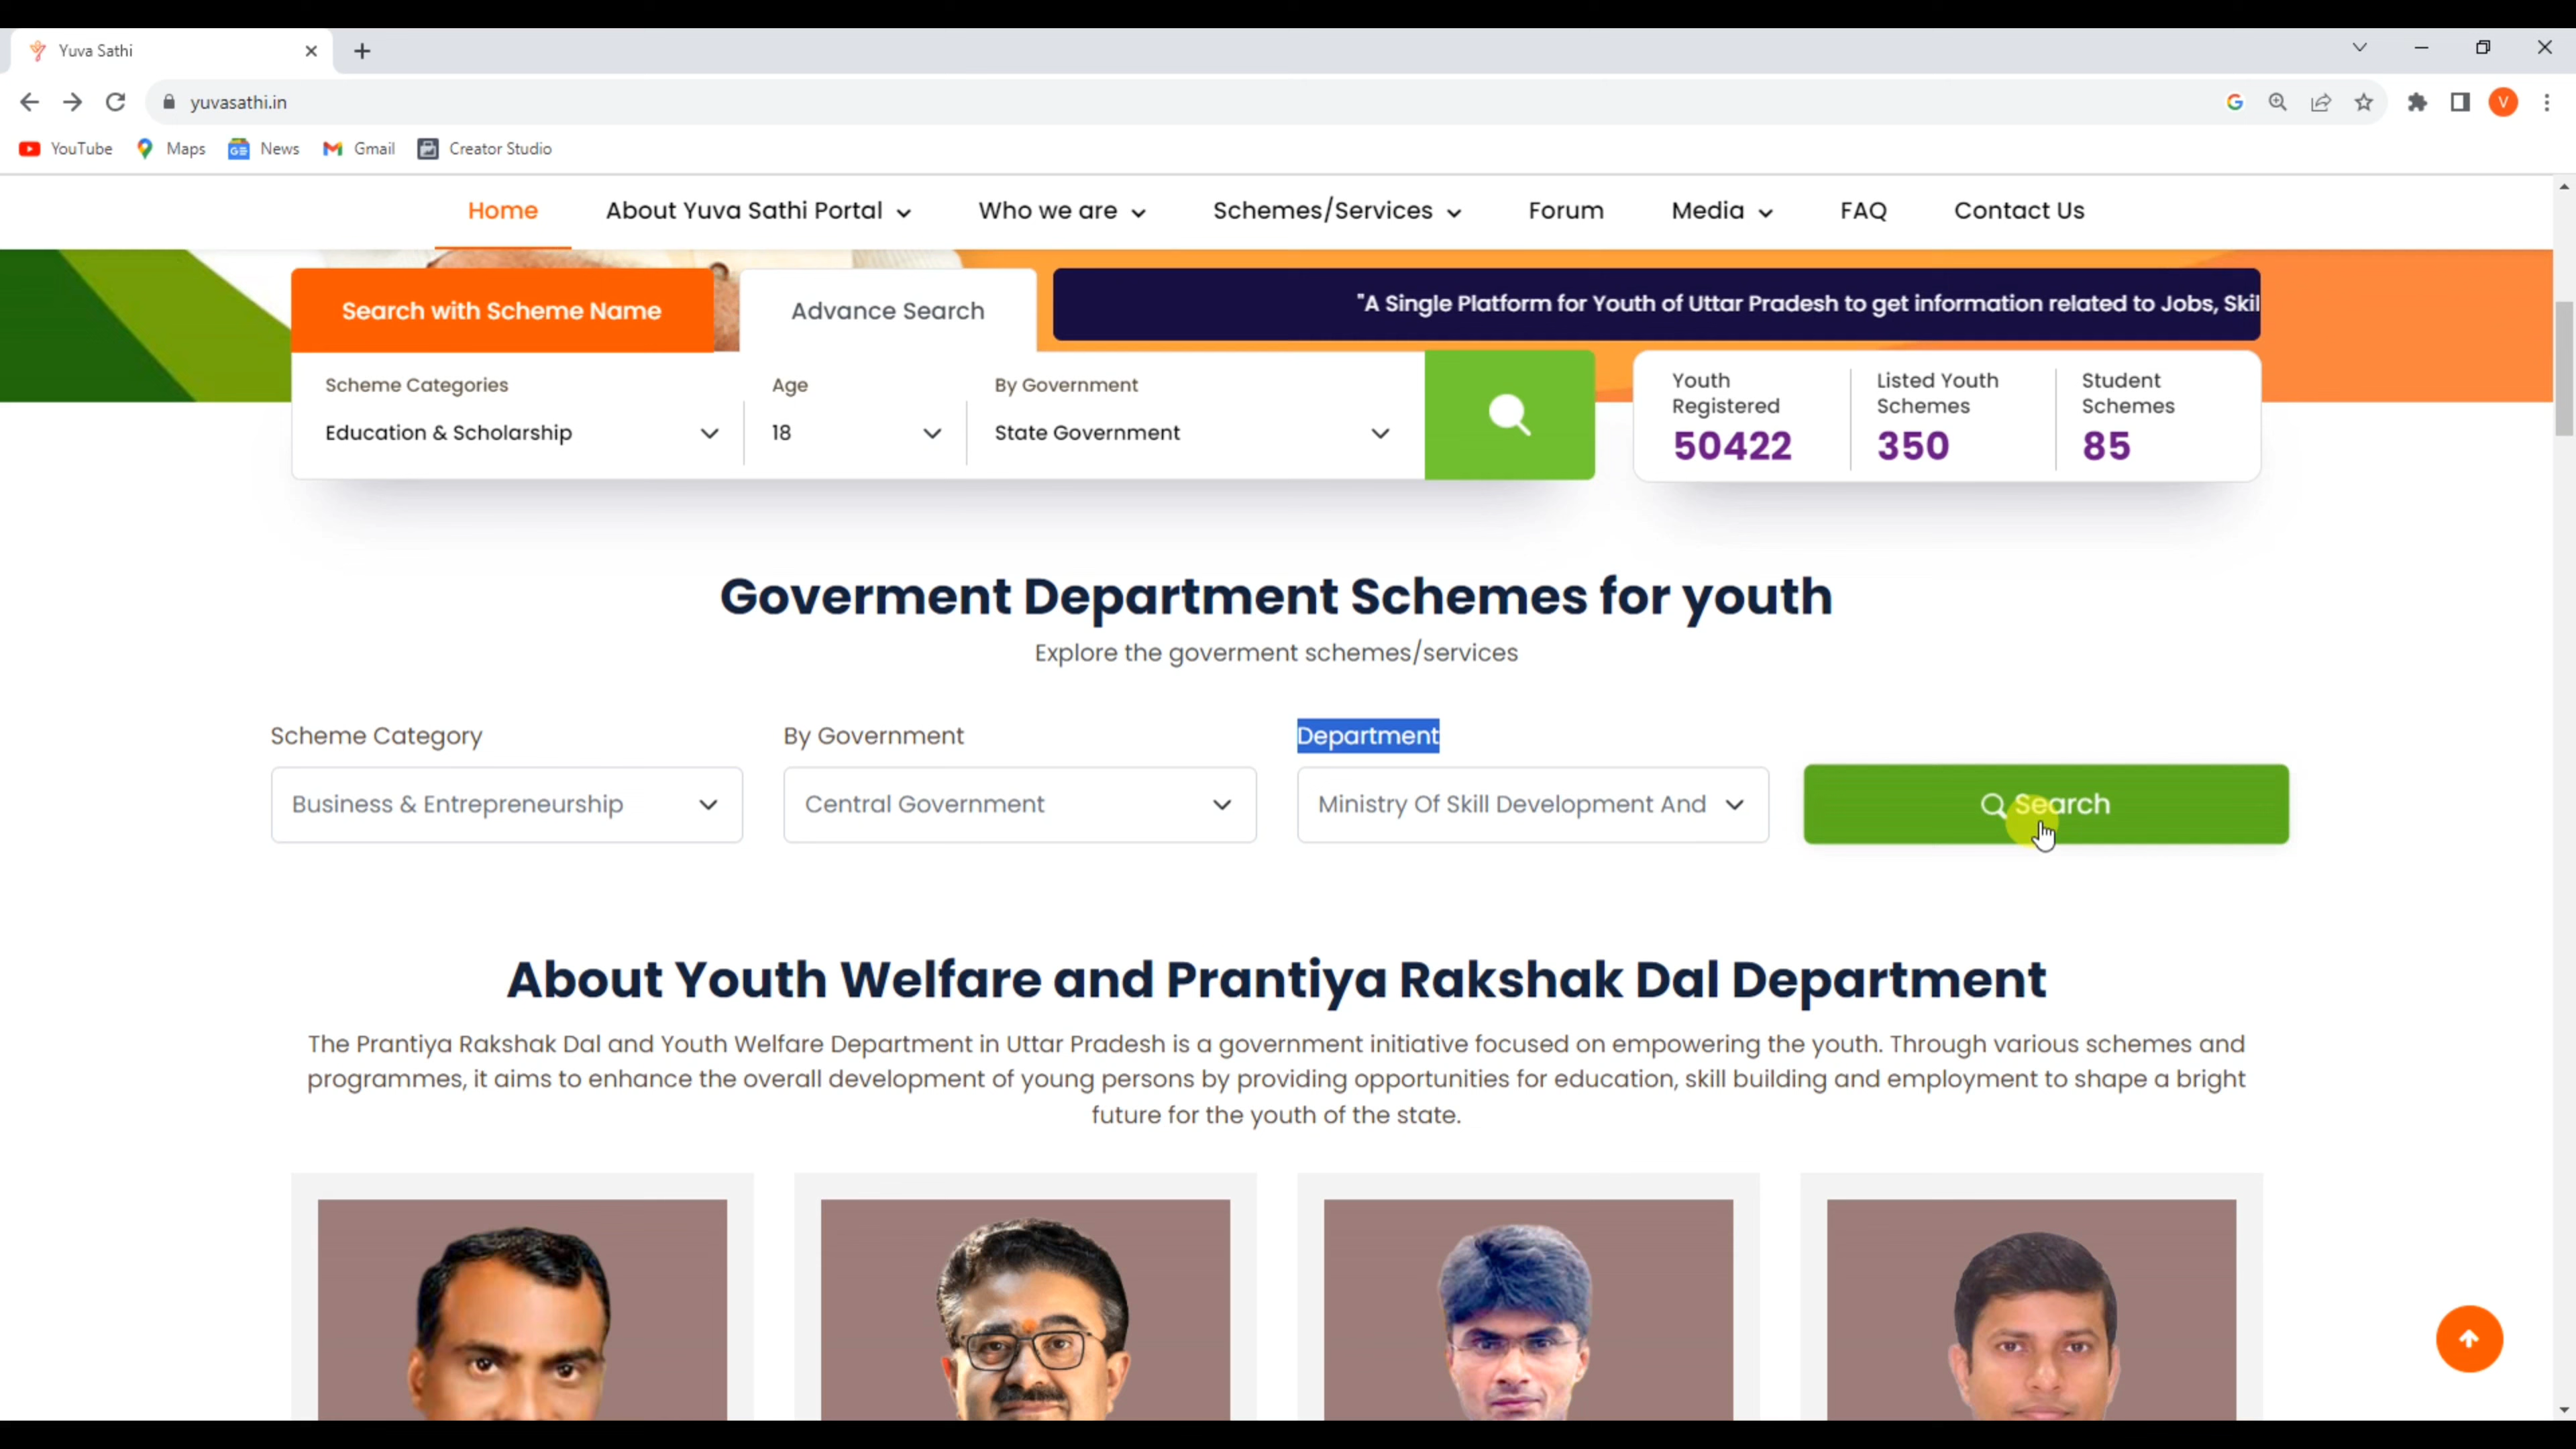 Yuva Sathi
yuvasathi.in
YouTube
Maps
News
Gmail
Creator Studio
V
Home
About Yuva Sathi Portal
Who we are
Schemes/Services
Forum
Media
FAQ
Contact Us
Search with Scheme Name
Advance Search
"A Single Platform for Youth of Uttar Pradesh to get information related to Jobs, Skil
Scheme Categories
Education & Scholarship
Age
18
By Government
State Government
Youth
Registered
50422
Listed Youth
Schemes
350
Student
Schemes
85
Goverment Department Schemes for youth
Explore the goverment schemes/services
Scheme Category
Business & Entrepreneurship
By Government
Central Government
Department
Ministry Of Skill Development And
Search
About Youth Welfare and Prantiya Rakshak Dal Department
The Prantiya Rakshak Dal and Youth Welfare Department in Uttar Pradesh is a government initiative focused on empowering the youth. Through various schemes and
programmes, it aims to enhance the overall development of young persons by providing opportunities for education, skill building and employment to shape a bright
future for the youth of the state.